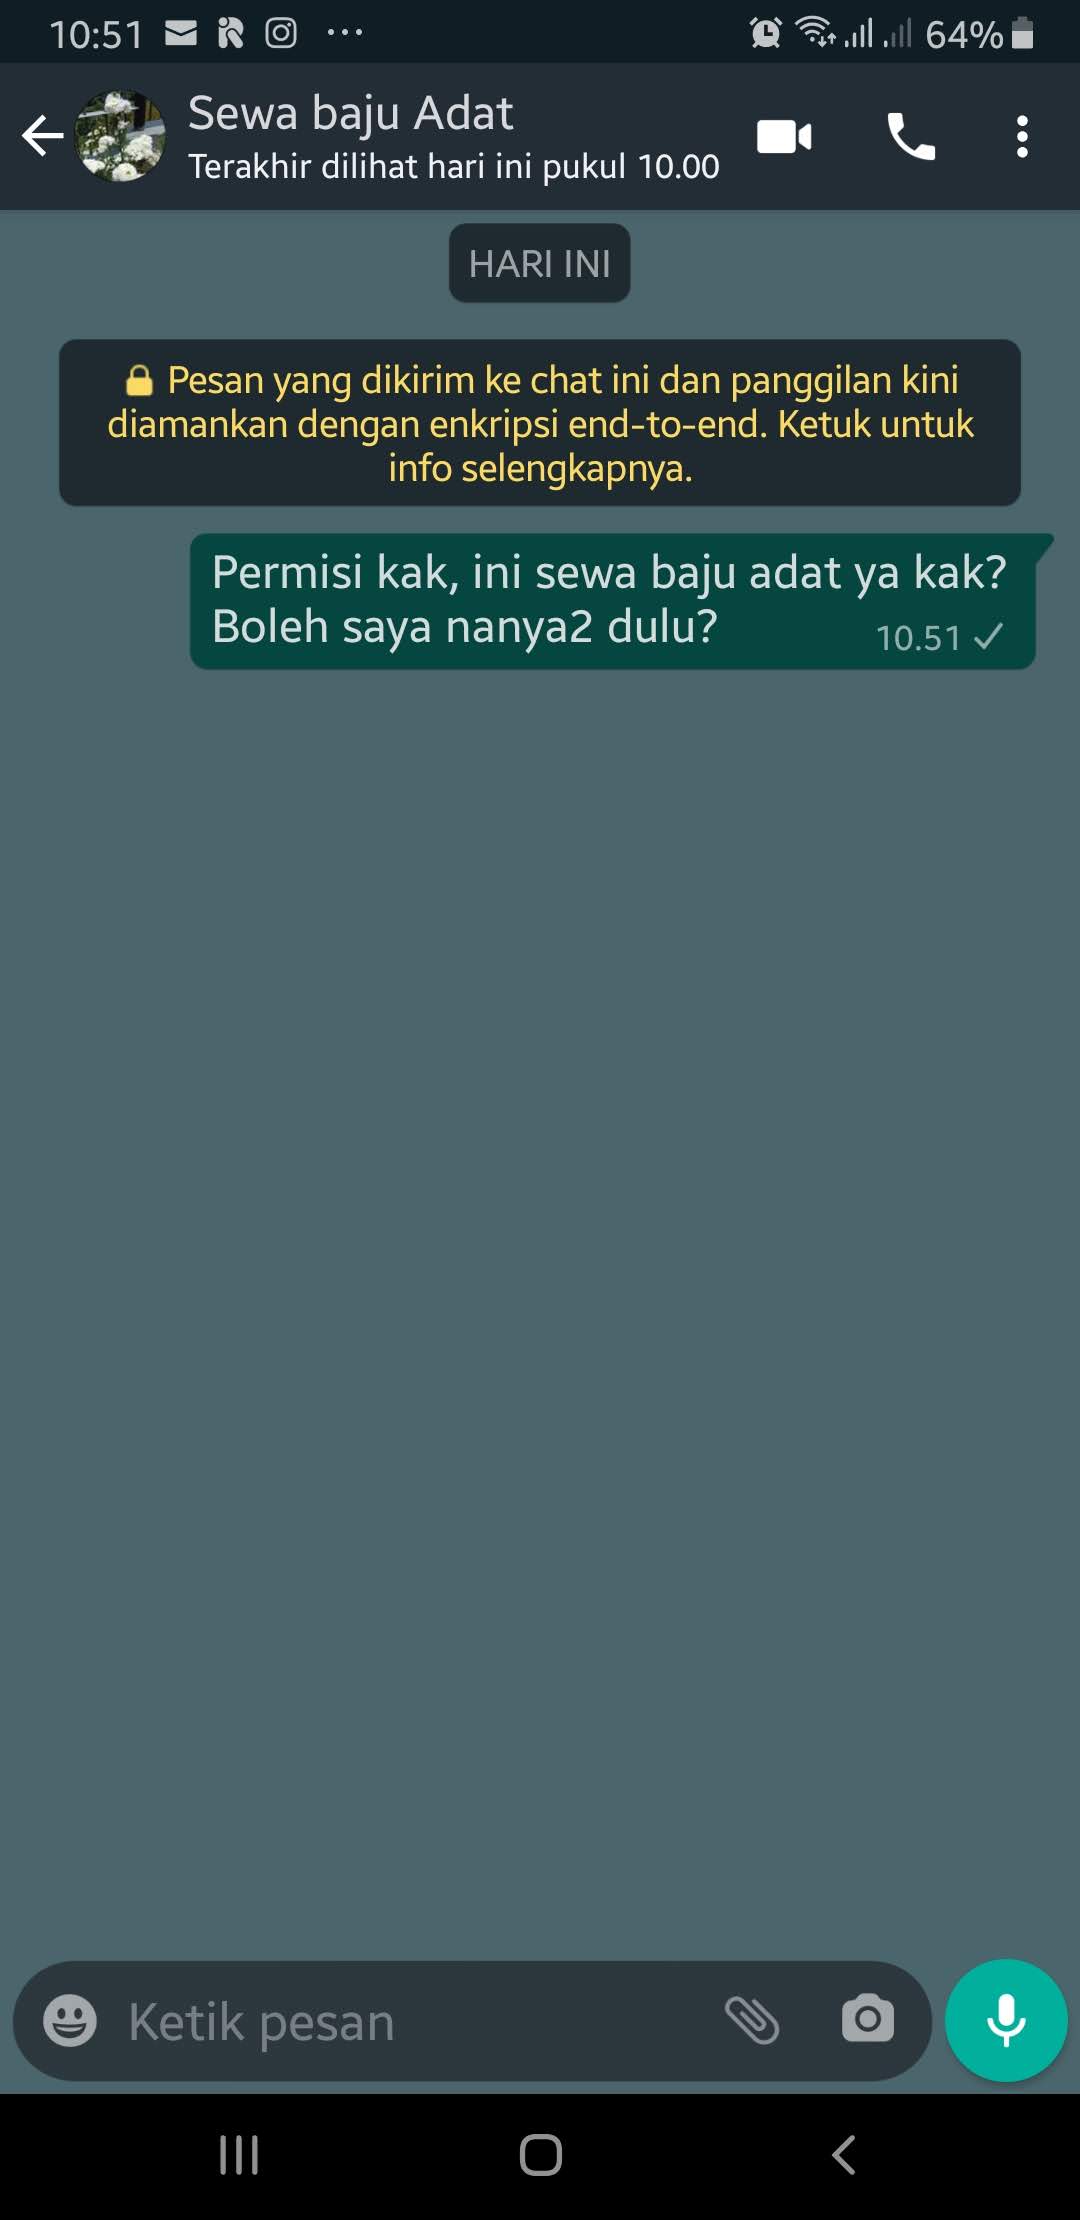 10:51
64%
Sewa baju Adat
Terakhir dilihat hari ini pukul 10.00
HARI INI
Pesan yang dikirim ke chat ini dan panggilan kini
diamankan dengan enkripsi end-to-end. Ketuk untuk
info selengkapnya.
Permisi kak, ini sewa baju adat ya kak?
Boleh saya nanya2 dulu?
10.51
Ketik pesan